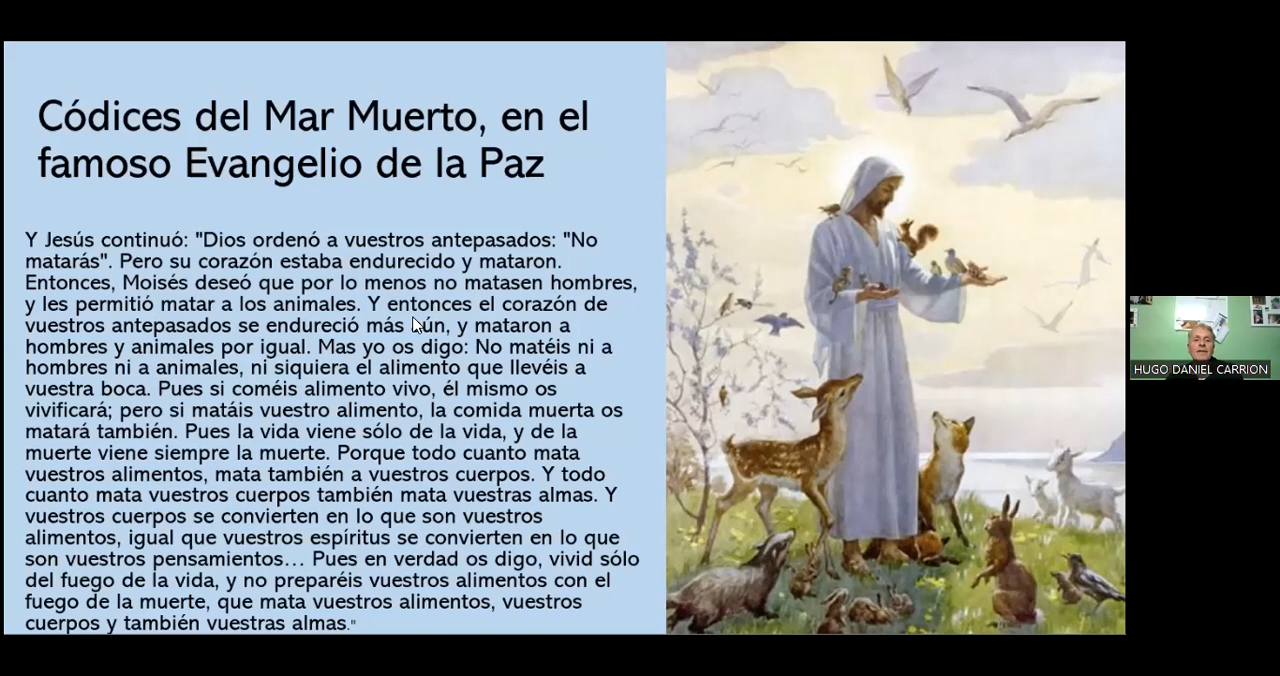 Códices del Mar Muerto, en el
famoso Evangelio de la Paz
Y Jesús continuó: "Dios ordenó a vuestros antepasados: "No
matarás". Pero su corazón estaba endurecido y mataron.
Entonces, Moisés deseó que por lo menos no matasen hombres,
y les permitió matar a los animales. Y entonces el corazón de
vuestros antepasados se endureció más aún, y mataron a
hombres y animales por igual. Mas yo os digo: No matéis ni a
hombres ni a animales, ni siquiera el alimento que llevéis a
vuestra boca. Pues si coméis alimento vivo, él mismo os
vivificará; pero si matáis vuestro alimento, la comida muerta os
matará también. Pues la vida viene sólo de la vida, y de la
muerte viene siempre la muerte. Porque todo cuanto mata
vuestros alimentos, mata también a vuestros cuerpos. Y todo
cuanto mata vuestros cuerpos también mata vuestras almas. Y
vuestros cuerpos se convierten en lo que son vuestros
alimentos, igual que vuestros espíritus se convierten en lo que
son vuestros pensamientos... Pues en verdad os digo, vivid sólo
del fuego de la vida, y no preparéis vuestros alimentos con el
fuego de la muerte, que mata vuestros alimentos, vuestros
cuerpos y también vuestras almas."
HUGO DANIEL CARRION